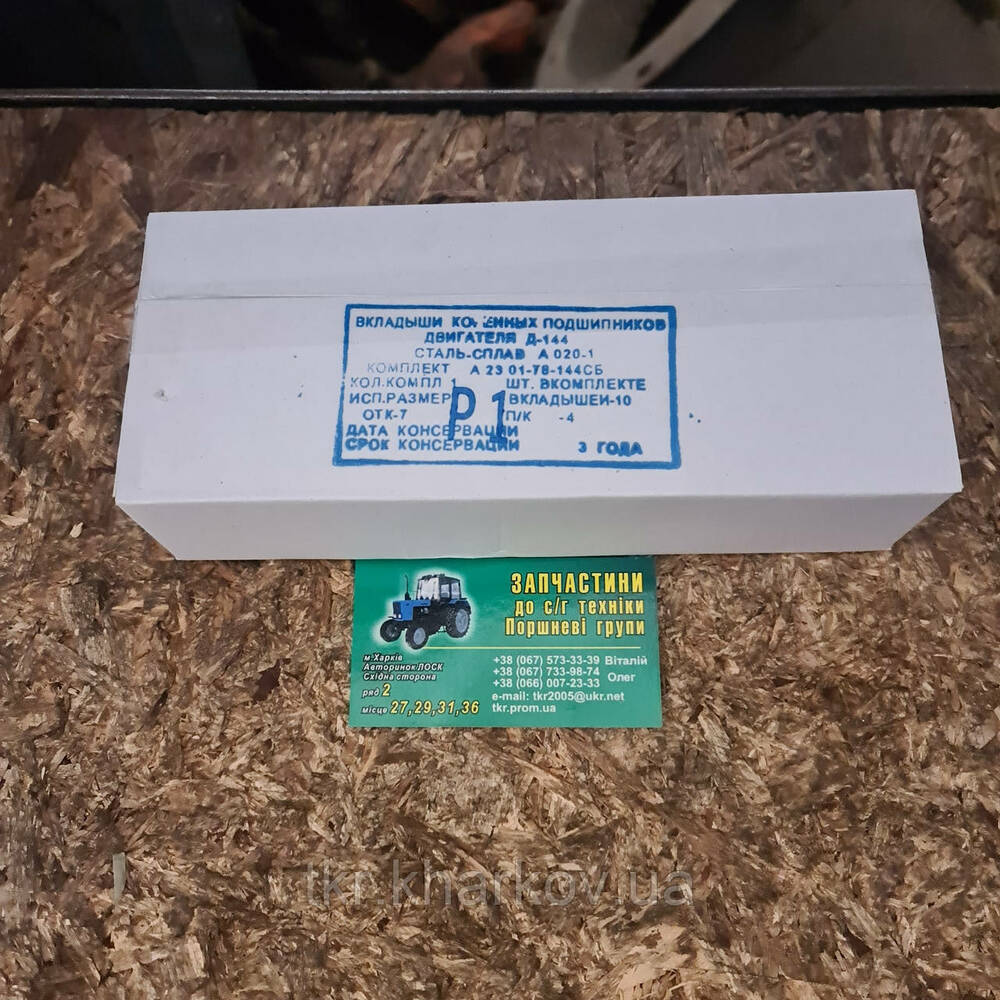 ВКЛАДЫШИ КОРЕННЫХ ПОДШИПНИКОВ
ДВИГАТЕЛЯ Д-144
СТАЛЬ-СПЛАВ А 020-1
КОМПЛЕКТ А 23 01-78-144СБ
КОЛ.КОМПЛ 1 ШТ. ВКОМПЛЕКТЕ
ИСП.РАЗМЕР Р1 ВКЛАДЫШЕЙ-10
ОТК-7 П/К -4
ДАТА КОНСЕРВАЦИИ
СРОК КОНСЕРВАЦИИ 3 ГОДА
ЗАПЧАСТИНИ
до с/г техніки
Поршневі групи
м.Харків
Авторинок ЛОСК
Східна сторона
ряд 2
місце 27,29,31,36
+38 (067) 573-33-39 Віталій
+38 (067) 733-98-74 Олег
+38 (066) 007-23-33
e-mail: tkr2005@ukr.net
tkr.prom.ua
tkr.kharkov.ua